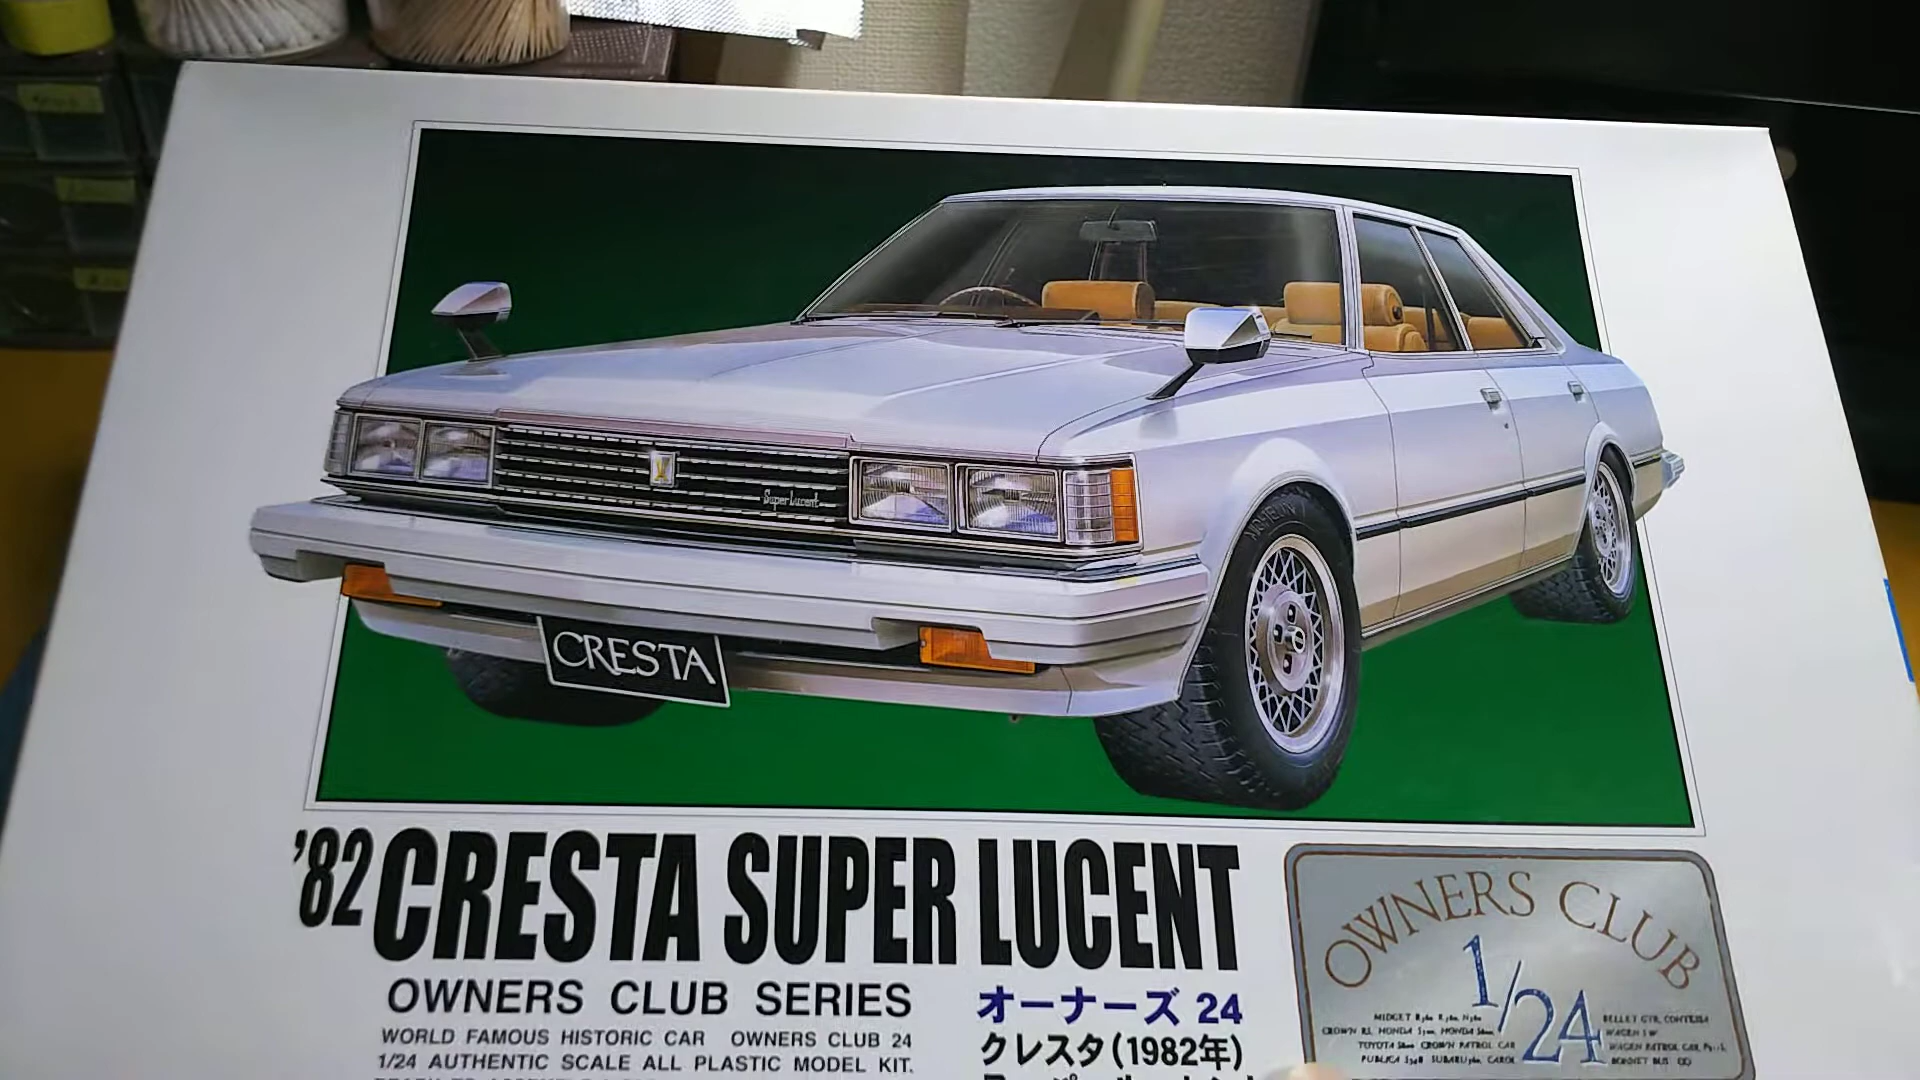 Super Lucent
CRESTA
'82 CRESTA SUPER LUCENT
OWNERS CLUB SERIES
WORLD FAMOUS HISTORIC CAR OWNERS CLUB 24
1/24 AUTHENTIC SCALE ALL PLASTIC MODEL KIT.
オーナーズ 24
クレスタ(1982年)
OWNERS CLUB
1/24